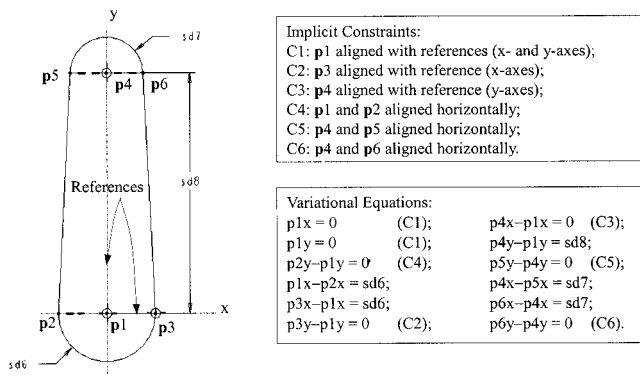 y
sd7
p5
p4
p6
References
sd8
x
p2
p1
p3
sd6
Implicit Constraints:
C1: p1 aligned with references (x- and y-axes);
C2: p3 aligned with reference (x-axes);
C3: p4 aligned with reference (y-axes);
C4: p1 and p2 aligned horizontally;
C5: p4 and p5 aligned horizontally;
C6: p4 and p6 aligned horizontally.
Variational Equations:
p1x = 0 (C1); p4x–p1x = 0 (C3);
p1y = 0 (C1); p4y–p1y = sd8;
p2y–p1y = 0 (C4); p5y–p4y = 0 (C5);
p1x–p2x = sd6; p4x–p5x = sd7;
p3x–p1x = sd6; p6x–p4x = sd7;
p3y–p1y = 0 (C2); p6y–p4y = 0 (C6).